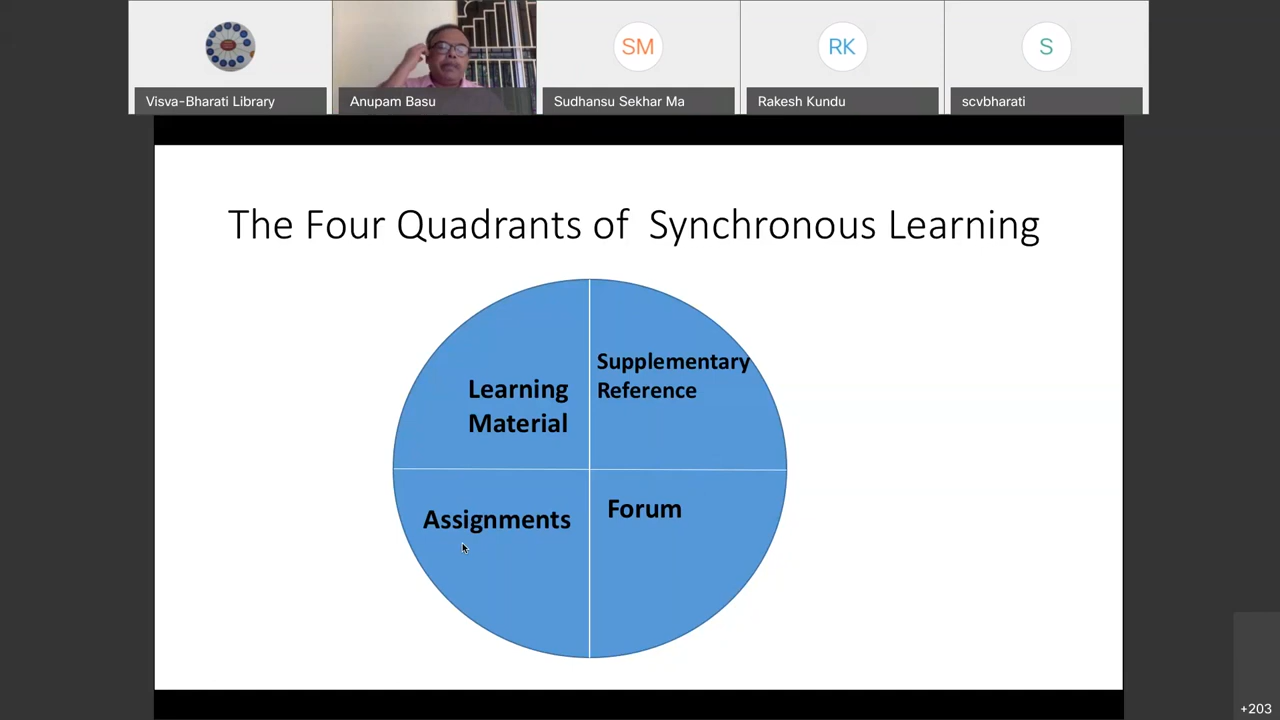 SM
RK
S
Visva-Bharati Library
Anupam Basu
Sudhansu Sekhar Ma
Rakesh Kundu
scvbharati
The Four Quadrants of Synchronous Learning
Supplementary
Reference
Learning
Material
Assignments
Forum
+203